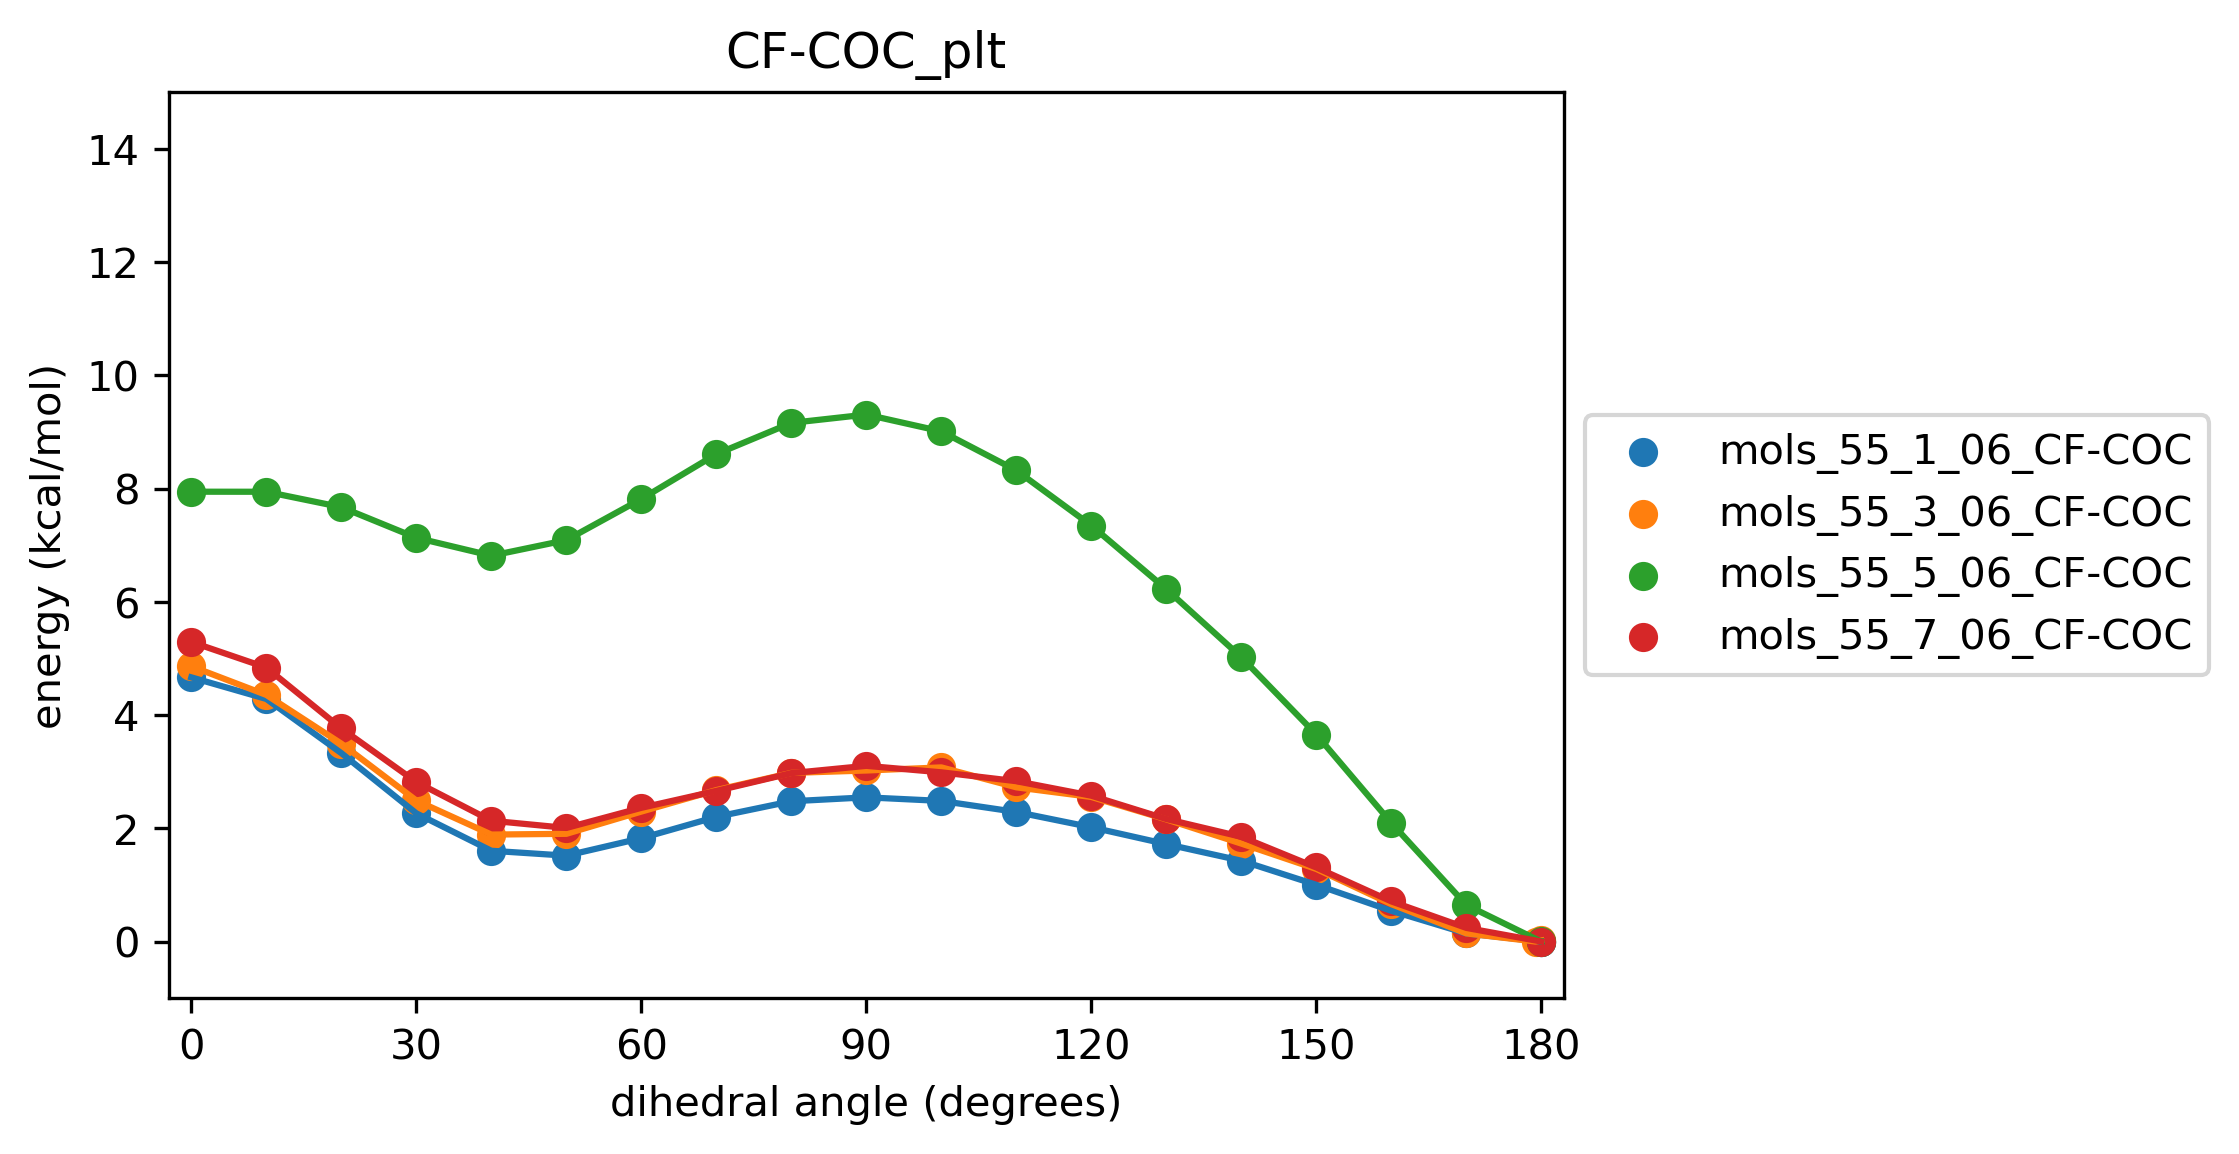 CF-COC_plt
energy (kcal/mol)
14
12
10
8
6
4
2
0
0 30 60 90 120 150 180
dihedral angle (degrees)
mols_55_1_06_CF-COC
mols_55_3_06_CF-COC
mols_55_5_06_CF-COC
mols_55_7_06_CF-COC